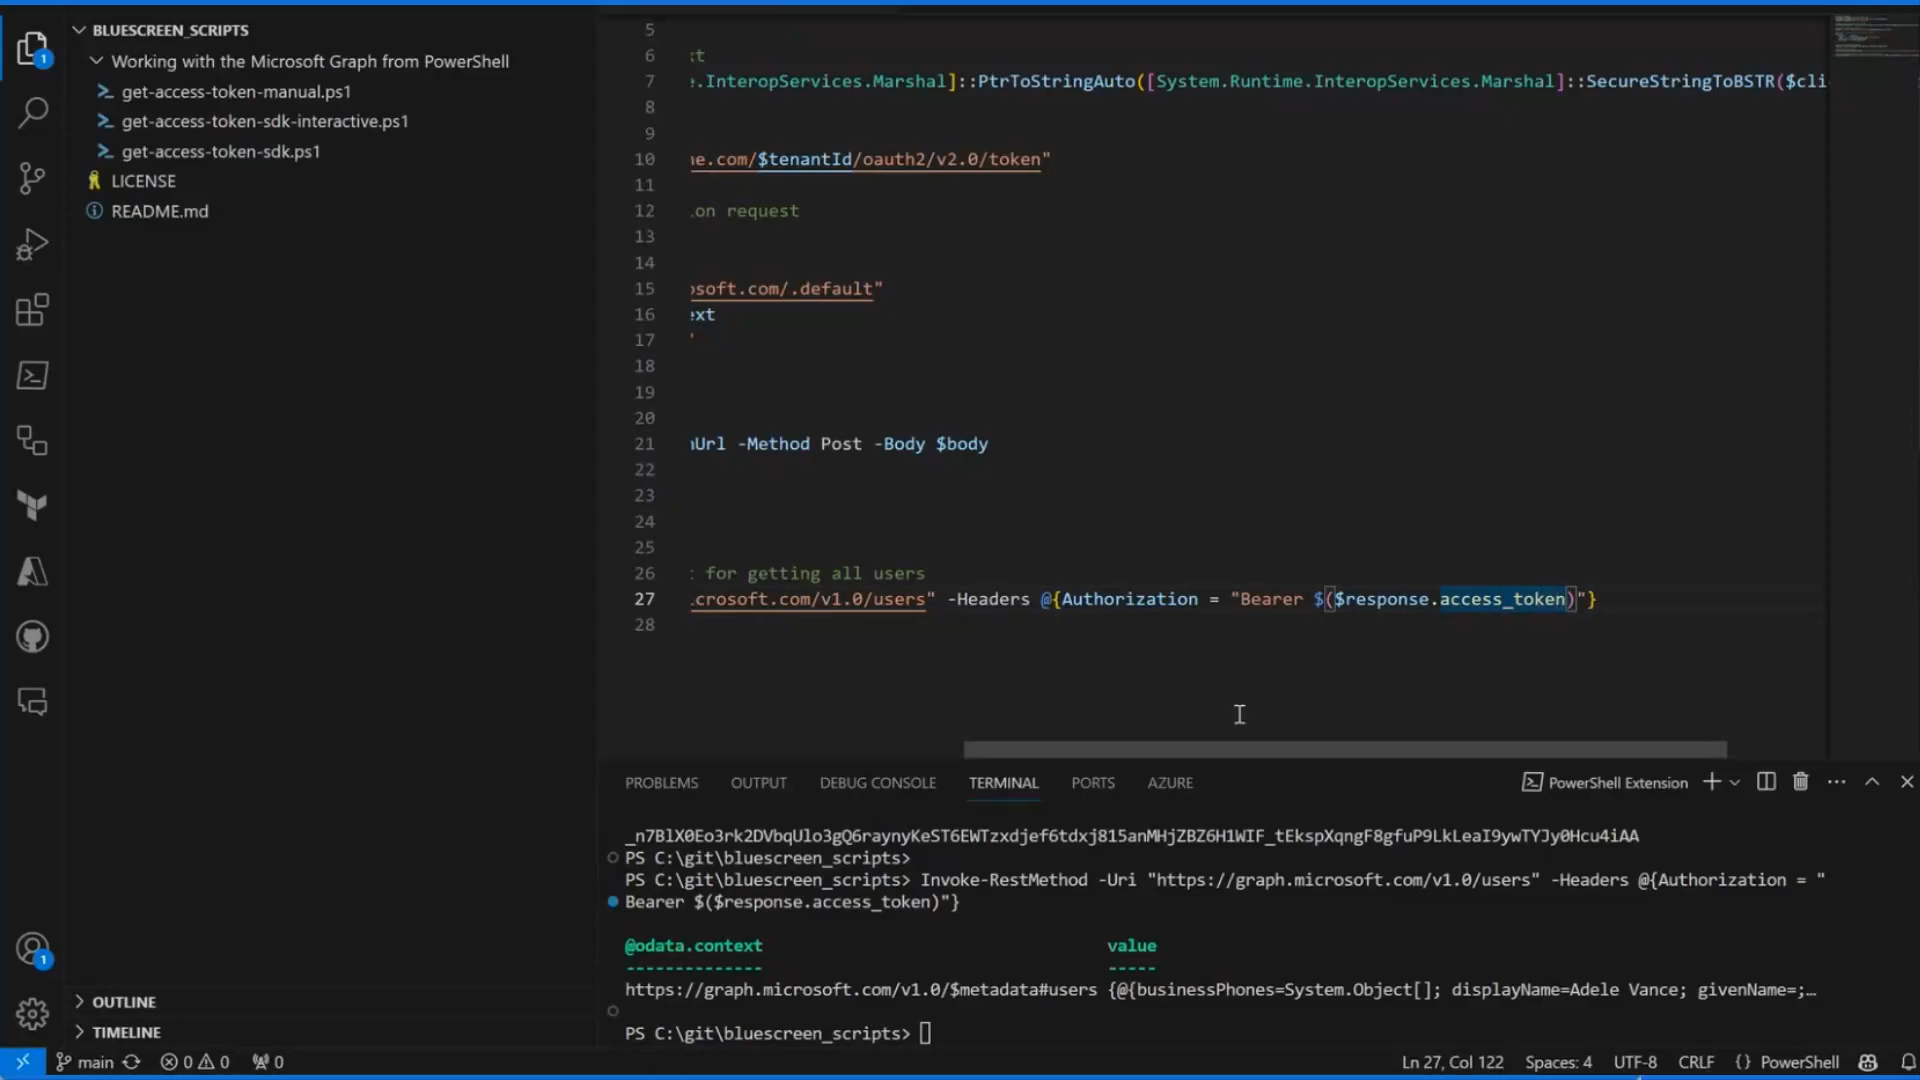 BLUESCREEN_SCRIPTS
Working with the Microsoft Graph from PowerShell
get-access-token-manual.ps1
get-access-token-sdk-interactive.ps1
get-access-token-sdk.ps1
LICENSE
README.md
OUTLINE
TIMELINE
5
6
7 e.InteropServices.Marshal]::PtrToStringAuto([System.Runtime.InteropServices.Marshal]::SecureStringToBSTR($cli
8
9
10 ne.com/$tenantId/oauth2/v2.0/token"
11
12 on request
13
14
15 osoft.com/.default"
16 ext
17 '
18
19
20
21 nUrl -Method Post -Body $body
22
23
24
25
26 : for getting all users
27 crosoft.com/v1.0/users" -Headers @{Authorization = "Bearer $($response.access_token)"}
28
PROBLEMS OUTPUT DEBUG CONSOLE TERMINAL PORTS AZURE PowerShell Extension
_n7BlX0Eo3rk2DVbqUlo3gQ6raynyKeST6EWTzxdjef6tdxj815anMHjZBZ6H1WIF_tEkspXqngF8gfuP9LkLeaI9ywTYJy0Hcu4iAA
PS C:\git\bluescreen_scripts>
PS C:\git\bluescreen_scripts> Invoke-RestMethod -Uri "https://graph.microsoft.com/v1.0/users" -Headers @{Authorization = "
Bearer $($response.access_token)"}
@odata.context value
-------------- -----
https://graph.microsoft.com/v1.0/$metadata#users {@{businessPhones=System.Object[]; displayName=Adele Vance; givenName=;…
PS C:\git\bluescreen_scripts>
1
1
main 0 0 0 Ln 27, Col 122 Spaces: 4 UTF-8 CRLF {} PowerShell